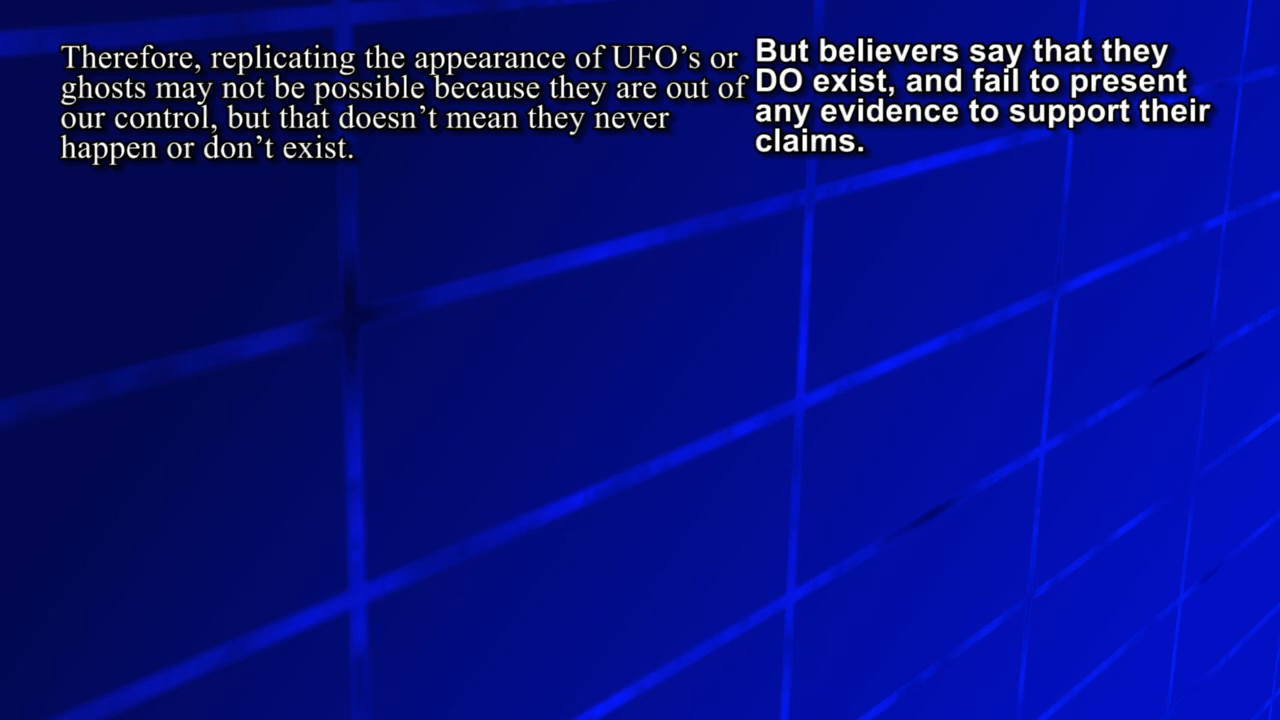 Therefore, replicating the appearance of UFO’s or
ghosts may not be possible because they are out of
our control, but that doesn’t mean they never
happen or don’t exist.
But believers say that they
DO exist, and fail to present
any evidence to support their
claims.